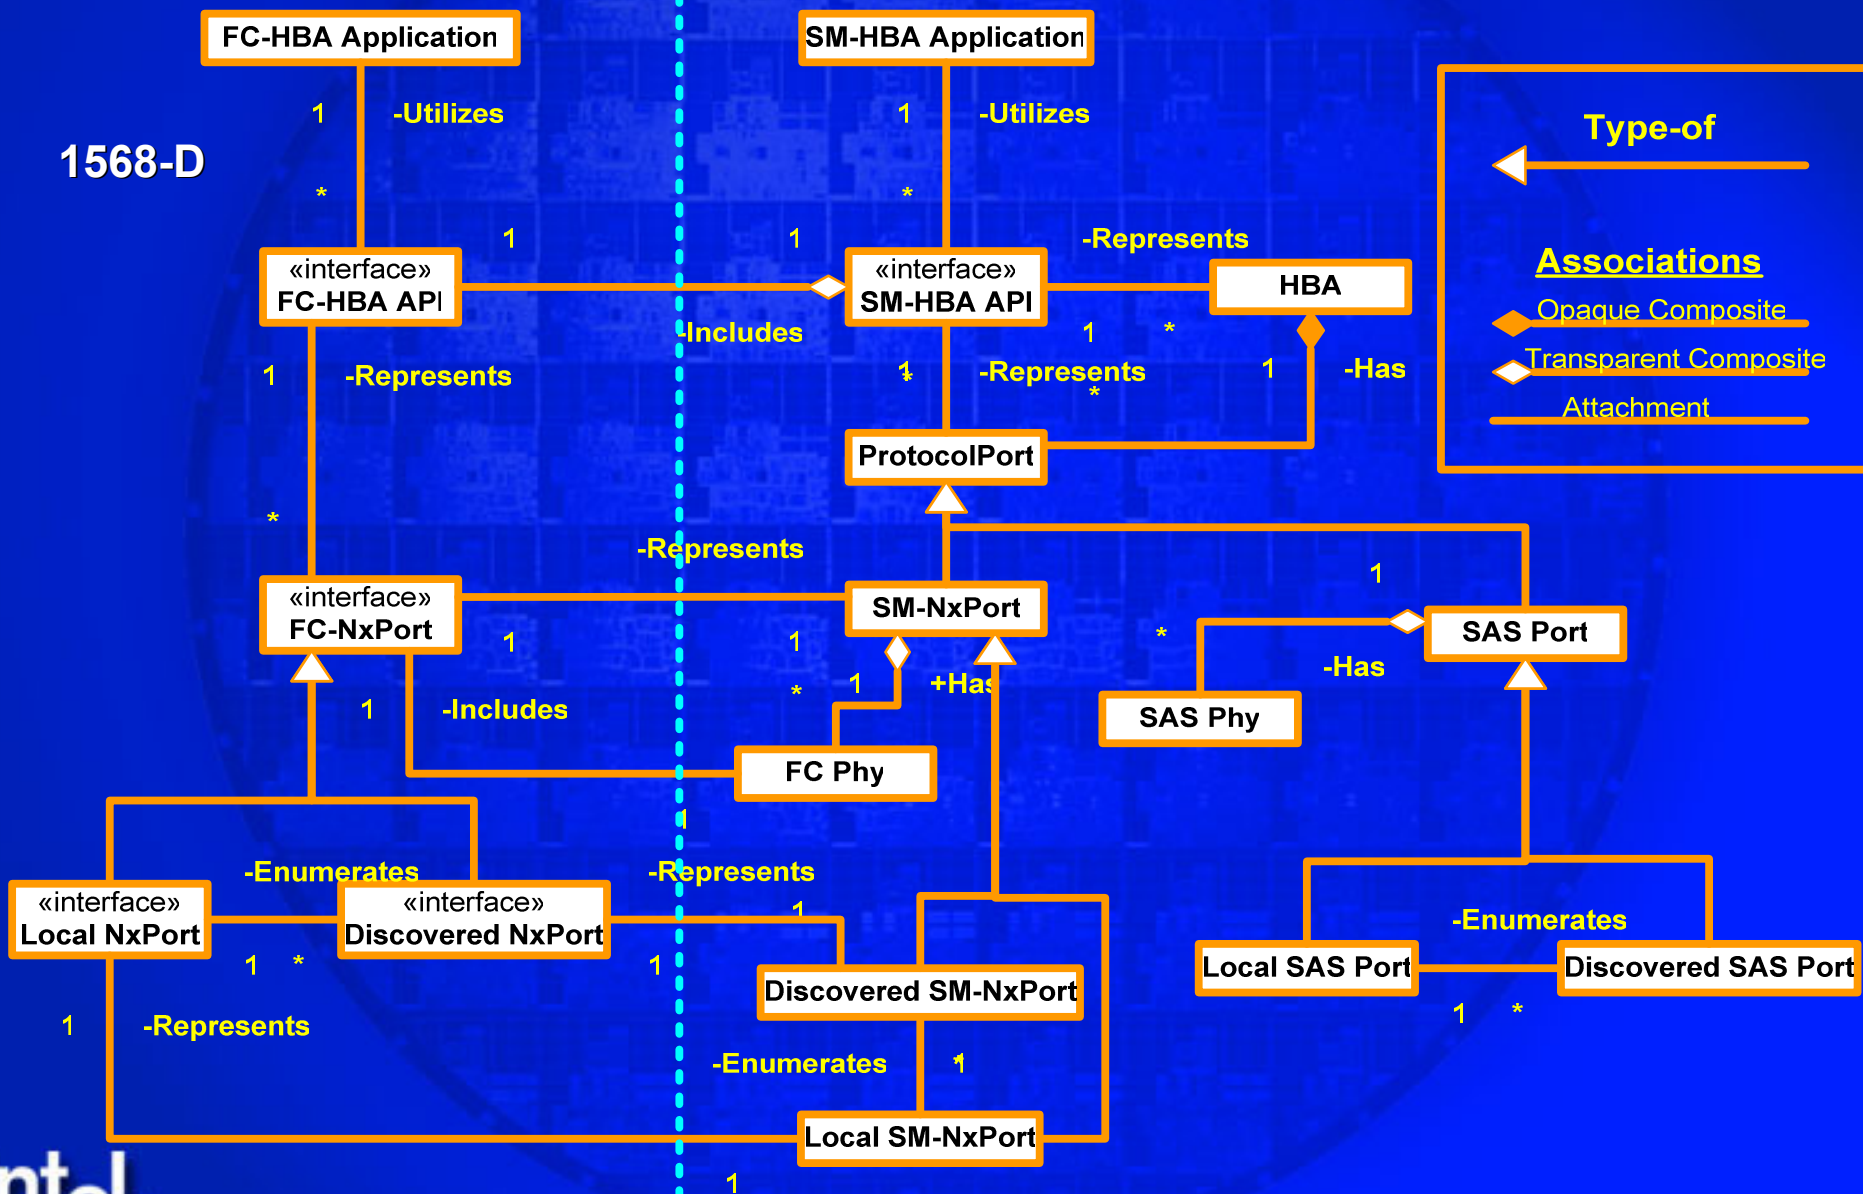 FC-HBA Application
SM-HBA Application
1
-Utilizes
1
-Utilizes
Type-of
1568-D
*
*
1
1
-Represents
Associations
«interface»
FC-HBA API
«interface»
SM-HBA API
HBA
Opaque Composite
-Includes
1
*
Transparent Composite
1
-Represents
1
*
-Represents
*
1
-Has
Attachment
ProtocolPort
*
-Represents
1
«interface»
FC-NxPort
SM-NxPort
SAS Port
1
1
*
-Has
1
-Includes
*
1
+Has
SAS Phy
FC Phy
1
-Enumerates
-Represents
«interface»
Local NxPort
«interface»
Discovered NxPort
1
-Enumerates
1
*
1
Discovered SM-NxPort
Local SAS Port
Discovered SAS Port
1
*
1
-Represents
-Enumerates
*
1
Local SM-NxPort
1